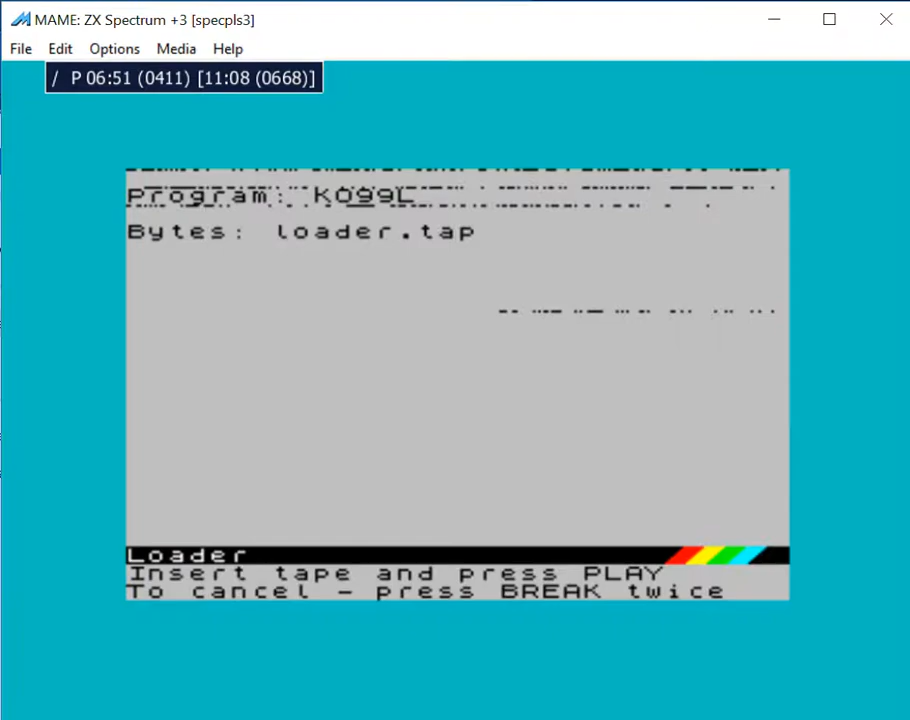 MAME: ZX Spectrum +3 [specpls3]
File Edit Options Media Help
/ P 06:51 (0411) [11:08 (0668)]
Program: KO99L
Bytes: loader.tap
Loader
Insert tape and press PLAY
To cancel - press BREAK twice